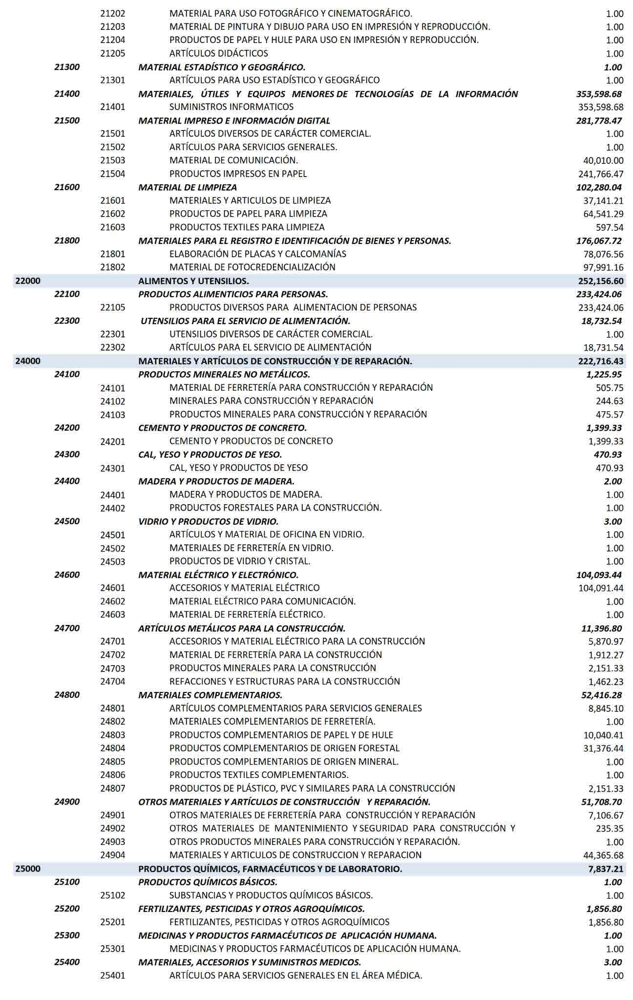 21202 MATERIAL PARA USO FOTOGRÁFICO Y CINEMATOGRÁFICO. 1.00
21203 MATERIAL DE PINTURA Y DIBUJO PARA USO EN IMPRESIÓN Y REPRODUCCIÓN. 1.00
21204 PRODUCTOS DE PAPEL Y HULE PARA USO EN IMPRESIÓN Y REPRODUCCIÓN. 1.00
21205 ARTÍCULOS DIDÁCTICOS 1.00
21300 MATERIAL ESTADÍSTICO Y GEOGRÁFICO. 1.00
21301 ARTÍCULOS PARA USO ESTADÍSTICO Y GEOGRÁFICO 1.00
21400 MATERIALES, ÚTILES Y EQUIPOS MENORES DE TECNOLOGÍAS DE LA INFORMACIÓN 353,598.68
21401 SUMINISTROS INFORMATICOS 353,598.68
21500 MATERIAL IMPRESO E INFORMACIÓN DIGITAL 281,778.47
21501 ARTÍCULOS DIVERSOS DE CARÁCTER COMERCIAL. 1.00
21502 ARTÍCULOS PARA SERVICIOS GENERALES. 1.00
21503 MATERIAL DE COMUNICACIÓN. 40,010.00
21504 PRODUCTOS IMPRESOS EN PAPEL 241,766.47
21600 MATERIAL DE LIMPIEZA 102,280.04
21601 MATERIALES Y ARTICULOS DE LIMPIEZA 37,141.21
21602 PRODUCTOS DE PAPEL PARA LIMPIEZA 64,541.29
21603 PRODUCTOS TEXTILES PARA LIMPIEZA 597.54
21800 MATERIALES PARA EL REGISTRO E IDENTIFICACIÓN DE BIENES Y PERSONAS. 176,067.72
21801 ELABORACIÓN DE PLACAS Y CALCOMANÍAS 78,076.56
21802 MATERIAL DE FOTOCREDENCIALIZACIÓN 97,991.16
22000 ALIMENTOS Y UTENSILIOS. 252,156.60
22100 PRODUCTOS ALIMENTICIOS PARA PERSONAS. 233,424.06
22105 PRODUCTOS DIVERSOS PARA ALIMENTACION DE PERSONAS 233,424.06
22300 UTENSILIOS PARA EL SERVICIO DE ALIMENTACIÓN. 18,732.54
22301 UTENSILIOS DIVERSOS DE CARÁCTER COMERCIAL. 1.00
22302 ARTÍCULOS PARA EL SERVICIO DE ALIMENTACIÓN 18,731.54
24000 MATERIALES Y ARTÍCULOS DE CONSTRUCCIÓN Y DE REPARACIÓN. 222,716.43
24100 PRODUCTOS MINERALES NO METÁLICOS. 1,225.95
24101 MATERIAL DE FERRETERÍA PARA CONSTRUCCIÓN Y REPARACIÓN 505.75
24102 MINERALES PARA CONSTRUCCIÓN Y REPARACIÓN 244.63
24103 PRODUCTOS MINERALES PARA CONSTRUCCIÓN Y REPARACIÓN 475.57
24200 CEMENTO Y PRODUCTOS DE CONCRETO. 1,399.33
24201 CEMENTO Y PRODUCTOS DE CONCRETO 1,399.33
24300 CAL, YESO Y PRODUCTOS DE YESO. 470.93
24301 CAL, YESO Y PRODUCTOS DE YESO 470.93
24400 MADERA Y PRODUCTOS DE MADERA. 2.00
24401 MADERA Y PRODUCTOS DE MADERA. 1.00
24402 PRODUCTOS FORESTALES PARA LA CONSTRUCCIÓN. 1.00
24500 VIDRIO Y PRODUCTOS DE VIDRIO. 3.00
24501 ARTÍCULOS Y MATERIAL DE OFICINA EN VIDRIO. 1.00
24502 MATERIALES DE FERRETERÍA EN VIDRIO. 1.00
24503 PRODUCTOS DE VIDRIO Y CRISTAL. 1.00
24600 MATERIAL ELÉCTRICO Y ELECTRÓNICO. 104,093.44
24601 ACCESORIOS Y MATERIAL ELÉCTRICO 104,091.44
24602 MATERIAL ELÉCTRICO PARA COMUNICACIÓN. 1.00
24603 MATERIAL DE FERRETERÍA ELÉCTRICO. 1.00
24700 ARTÍCULOS METÁLICOS PARA LA CONSTRUCCIÓN. 11,396.80
24701 ACCESORIOS Y MATERIAL ELÉCTRICO PARA LA CONSTRUCCIÓN 5,870.97
24702 MATERIAL DE FERRETERÍA PARA LA CONSTRUCCIÓN 1,912.27
24703 PRODUCTOS MINERALES PARA LA CONSTRUCCIÓN 2,151.33
24704 REFACCIONES Y ESTRUCTURAS PARA LA CONSTRUCCIÓN 1,462.23
24800 MATERIALES COMPLEMENTARIOS. 52,416.28
24801 ARTÍCULOS COMPLEMENTARIOS PARA SERVICIOS GENERALES 8,845.10
24802 MATERIALES COMPLEMENTARIOS DE FERRETERÍA. 1.00
24803 PRODUCTOS COMPLEMENTARIOS DE PAPEL Y DE HULE 10,040.41
24804 PRODUCTOS COMPLEMENTARIOS DE ORIGEN FORESTAL 31,376.44
24805 PRODUCTOS COMPLEMENTARIOS DE ORIGEN MINERAL. 1.00
24806 PRODUCTOS TEXTILES COMPLEMENTARIOS. 1.00
24807 PRODUCTOS DE PLÁSTICO, PVC Y SIMILARES PARA LA CONSTRUCCIÓN 2,151.33
24900 OTROS MATERIALES Y ARTÍCULOS DE CONSTRUCCIÓN Y REPARACIÓN. 51,708.70
24901 OTROS MATERIALES DE FERRETERÍA PARA CONSTRUCCIÓN Y REPARACIÓN 7,106.67
24902 OTROS MATERIALES DE MANTENIMIENTO Y SEGURIDAD PARA CONSTRUCCIÓN Y 235.35
24903 OTROS PRODUCTOS MINERALES PARA CONSTRUCCIÓN Y REPARACIÓN. 1.00
24904 MATERIALES Y ARTICULOS DE CONSTRUCCION Y REPARACION 44,365.68
25000 PRODUCTOS QUÍMICOS, FARMACÉUTICOS Y DE LABORATORIO. 7,837.21
25100 PRODUCTOS QUÍMICOS BÁSICOS. 1.00
25102 SUBSTANCIAS Y PRODUCTOS QUÍMICOS BÁSICOS. 1.00
25200 FERTILIZANTES, PESTICIDAS Y OTROS AGROQUÍMICOS. 1,856.80
25201 FERTILIZANTES, PESTICIDAS Y OTROS AGROQUÍMICOS 1,856.80
25300 MEDICINAS Y PRODUCTOS FARMACÉUTICOS DE APLICACIÓN HUMANA. 1.00
25301 MEDICINAS Y PRODUCTOS FARMACÉUTICOS DE APLICACIÓN HUMANA. 1.00
25400 MATERIALES, ACCESORIOS Y SUMINISTROS MEDICOS. 3.00
25401 ARTÍCULOS PARA SERVICIOS GENERALES EN EL ÁREA MÉDICA. 1.00